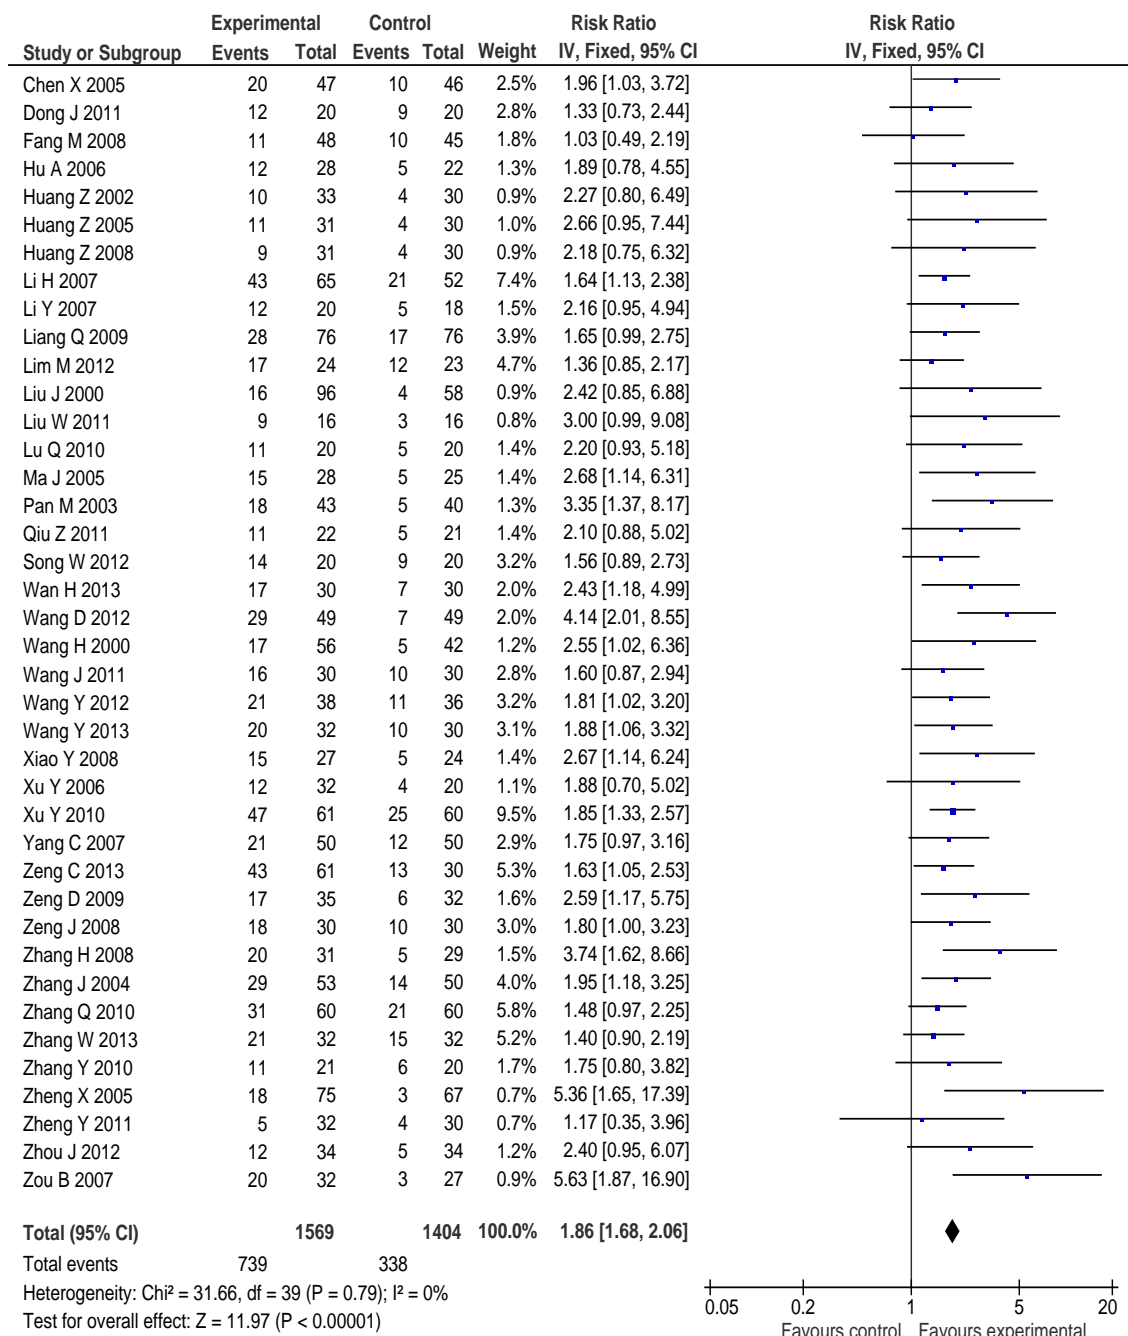 Experimental Control Risk Ratio Risk Ratio
Study or Subgroup Events Total Events Total Weight IV, Fixed, 95% CI IV, Fixed, 95% CI
Chen X 2005 20 47 10 46 2.5% 1.96 [1.03, 3.72]
Dong J 2011 12 20 9 20 2.8% 1.33 [0.73, 2.44]
Fang M 2008 11 48 10 45 1.8% 1.03 [0.49, 2.19]
Hu A 2006 12 28 5 22 1.3% 1.89 [0.78, 4.55]
Huang Z 2002 10 33 4 30 0.9% 2.27 [0.80, 6.49]
Huang Z 2005 11 31 4 30 1.0% 2.66 [0.95, 7.44]
Huang Z 2008 9 31 4 30 0.9% 2.18 [0.75, 6.32]
Li H 2007 43 65 21 52 7.4% 1.64 [1.13, 2.38]
Li Y 2007 12 20 5 18 1.5% 2.16 [0.95, 4.94]
Liang Q 2009 28 76 17 76 3.9% 1.65 [0.99, 2.75]
Lim M 2012 17 24 12 23 4.7% 1.36 [0.85, 2.17]
Liu J 2000 16 96 4 58 0.9% 2.42 [0.85, 6.88]
Liu W 2011 9 16 3 16 0.8% 3.00 [0.99, 9.08]
Lu Q 2010 11 20 5 20 1.4% 2.20 [0.93, 5.18]
Ma J 2005 15 28 5 25 1.4% 2.68 [1.14, 6.31]
Pan M 2003 18 43 5 40 1.3% 3.35 [1.37, 8.17]
Qiu Z 2011 11 22 5 21 1.4% 2.10 [0.88, 5.02]
Song W 2012 14 20 9 20 3.2% 1.56 [0.89, 2.73]
Wan H 2013 17 30 7 30 2.0% 2.43 [1.18, 4.99]
Wang D 2012 29 49 7 49 2.0% 4.14 [2.01, 8.55]
Wang H 2000 17 56 5 42 1.2% 2.55 [1.02, 6.36]
Wang J 2011 16 30 10 30 2.8% 1.60 [0.87, 2.94]
Wang Y 2012 21 38 11 36 3.2% 1.81 [1.02, 3.20]
Wang Y 2013 20 32 10 30 3.1% 1.88 [1.06, 3.32]
Xiao Y 2008 15 27 5 24 1.4% 2.67 [1.14, 6.24]
Xu Y 2006 12 32 4 20 1.1% 1.88 [0.70, 5.02]
Xu Y 2010 47 61 25 60 9.5% 1.85 [1.33, 2.57]
Yang C 2007 21 50 12 50 2.9% 1.75 [0.97, 3.16]
Zeng C 2013 43 61 13 30 5.3% 1.63 [1.05, 2.53]
Zeng D 2009 17 35 6 32 1.6% 2.59 [1.17, 5.75]
Zeng J 2008 18 30 10 30 3.0% 1.80 [1.00, 3.23]
Zhang H 2008 20 31 5 29 1.4% 3.74 [1.62, 8.66]
Zhang J 2004 29 53 14 50 4.0% 1.95 [1.18, 3.25]
Zhang Q 2010 31 60 21 60 5.8% 1.48 [0.97, 2.25]
Zhang W 2013 21 32 15 32 5.2% 1.40 [0.90, 2.19]
Zhang Y 2010 11 21 6 20 1.7% 1.75 [0.80, 3.82]
Zheng X 2005 18 75 3 67 0.7% 5.36 [1.65, 17.39]
Zheng Y 2011 5 32 4 30 0.7% 1.17 [0.35, 3.96]
Zhou J 2012 12 34 5 34 1.2% 2.40 [0.95, 6.07]
Zou B 2007 20 32 3 27 0.9% 5.63 [1.87, 16.90]
Total (95% CI) 1569 1404 100.0% 1.86 [1.68, 2.06]
Total events 739 338
Heterogeneity: Chi² = 31.66, df = 39 (P = 0.79); I² = 0%
Test for overall effect: Z = 11.97 (P < 0.00001)
0.05 0.2 1 5 20
Favours control Favours experimental